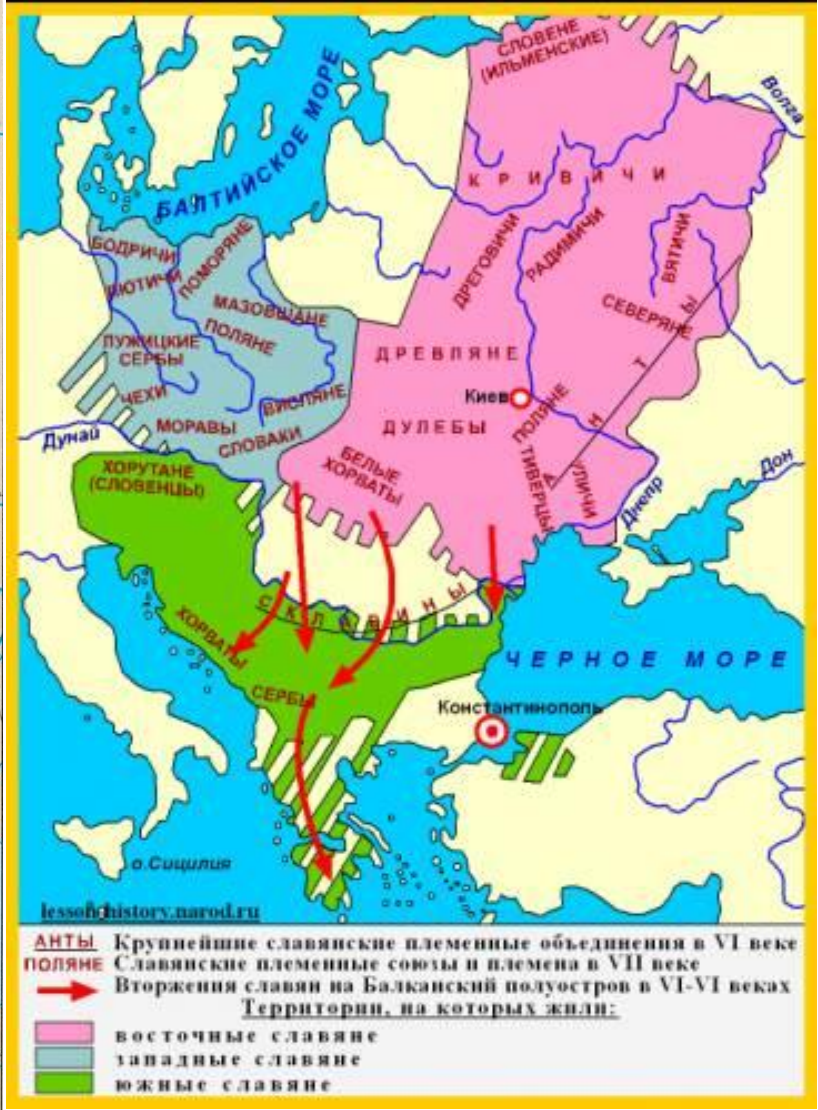 СЛОВЕНЕ
(ИЛЬМЕНСКИЕ)
Волга
БАЛТИЙСКОЕ МОРЕ
КРИВИЧИ
БОДРИЧИ
ЛЮТИЧИ
ПОМОРЯНЕ
ДРЕГОВИЧИ
РАДИМИЧИ
ВЯТИЧИ
МАЗОВШАНЕ
СЕВЕРЯНЕ
ПОЛЯНЕ
ЛУЖИЦКИЕ
СЕРБЫ
ДРЕВЛЯНЕ
ЧЕХИ
ВИСЛЯНЕ
Киев
ПОЛЯНЕ
АНТЫ
МОРАВЫ
СЛОВАКИ
ДУЛЕБЫ
Дунай
ХОРУТАНЕ
(СЛОВЕНЦЫ)
БЕЛЫЕ
ХОРВАТЫ
ТИВЕРЦЫ
УЛИЧИ
Днепр
Дон
СКЛАВИНЫ
ХОРВАТЫ
СЕРБЫ
ЧЕРНОЕ МОРЕ
Константинополь
о.Сицилия
lesson-history.narod.ru
АНТЫ Крупнейшие славянские племенные объединения в VI веке
ПОЛЯНЕ Славянские племенные союзы и племена в VII веке
Вторжения славян на Балканский полуостров в VI-VI веках
Территории, на которых жили:
восточные славяне
западные славяне
южные славяне